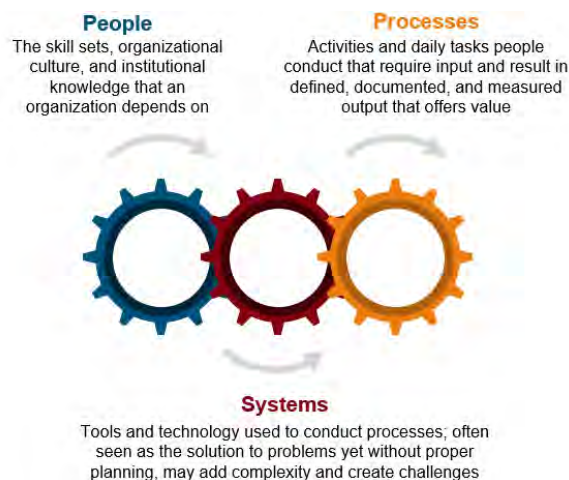 People
The skill sets, organizational
culture, and institutional
knowledge that an
organization depends on
Processes
Activities and daily tasks people
conduct that require input and result in
defined, documented, and measured
output that offers value
Systems
Tools and technology used to conduct processes; often
seen as the solution to problems yet without proper
planning, may add complexity and create challenges